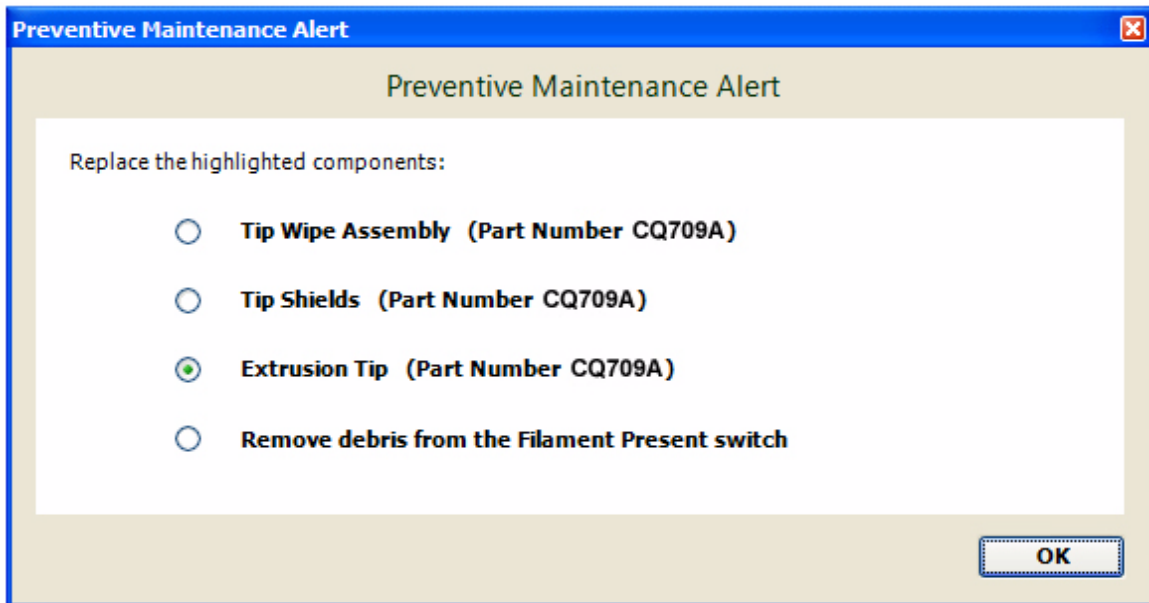 Preventive Maintenance Alert
Preventive Maintenance Alert
Replace the highlighted components:
Tip Wipe Assembly (Part Number CQ709A)
Tip Shields (Part Number CQ709A)
Extrusion Tip (Part Number CQ709A)
Remove debris from the Filament Present switch
OK